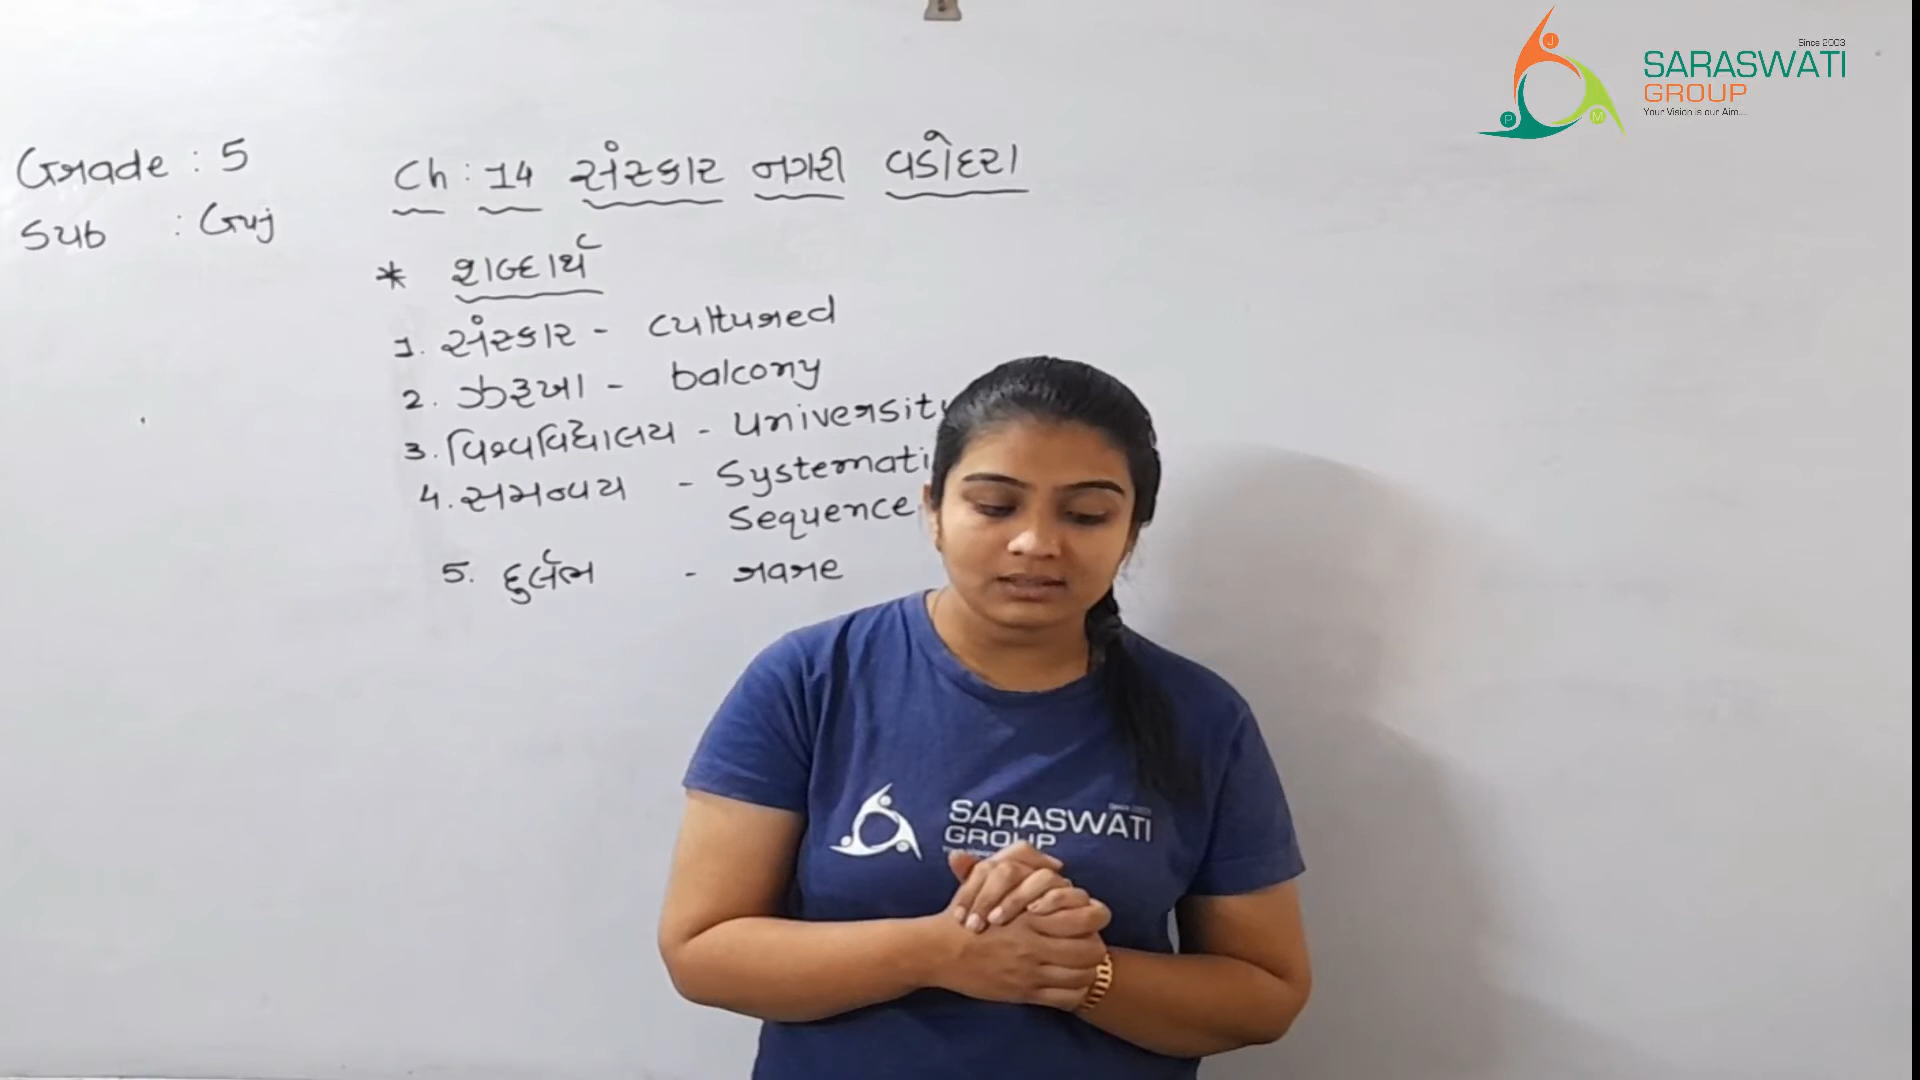 Grade : 5
Sub : Guj
Ch : 14 સંસ્કાર નગરી વડોદરા
* શબ્દાર્થ
1. સંસ્કાર - cultured
2. ઝરૂખા - balcony
3. વિશ્વવિદ્યાલય - University
4. સમન્વય - Systemati
Sequence
5. દુર્લભ - rare
Since 2003
SARASWATI
GROUP
Your Vision is our Aim....
J
P
M
SARASWATI
GROUP